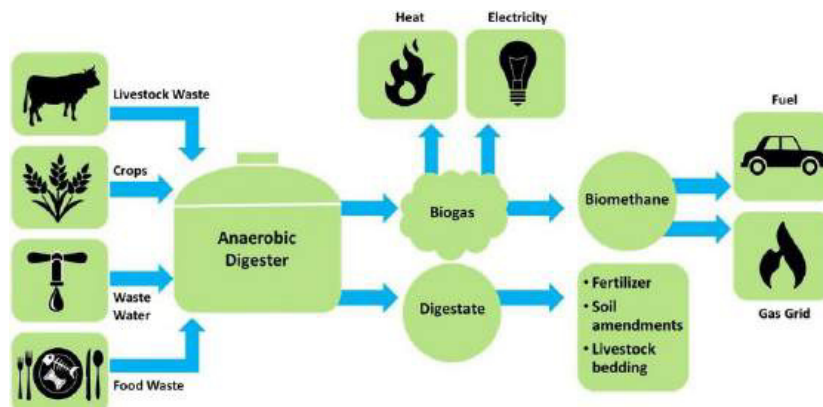 Heat
Electricity
Livestock Waste
Crops
Waste
Water
Food Waste
Anaerobic
Digester
Biogas
Digestate
Biomethane
• Fertilizer
• Soil
amendments
• Livestock
bedding
Fuel
Gas Grid